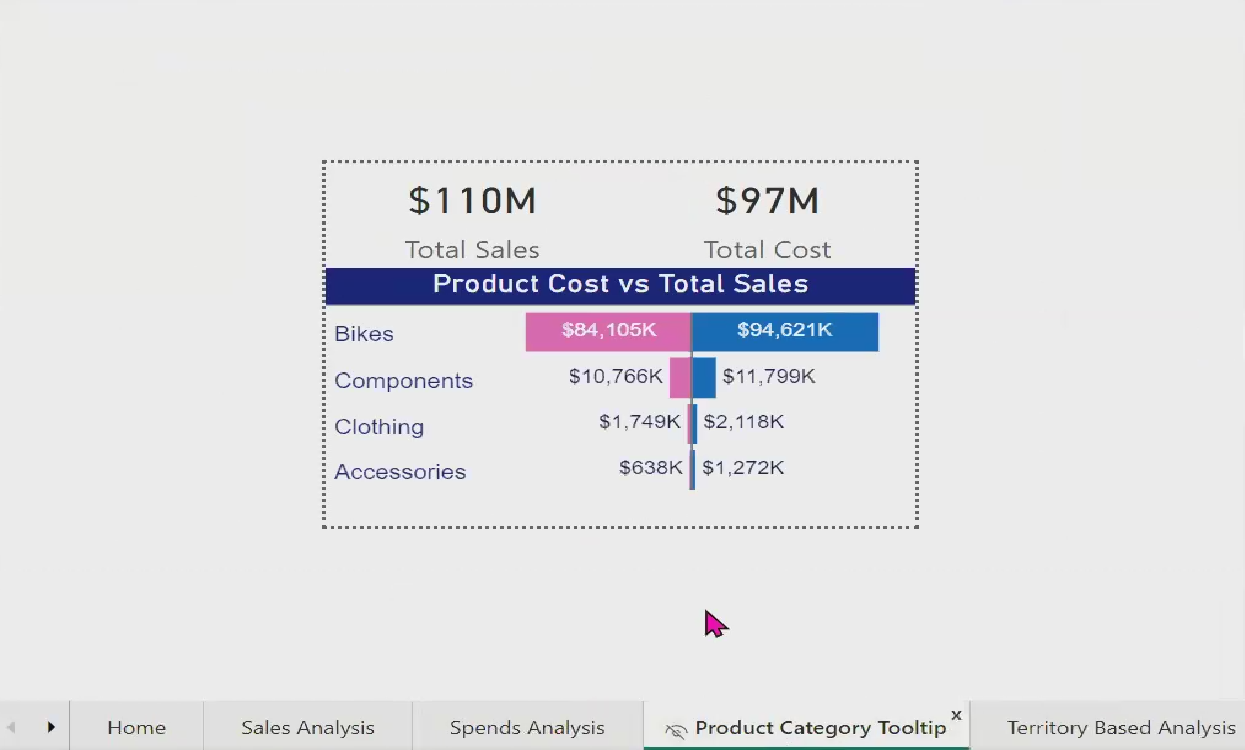 $110M $97M
Total Sales Total Cost
Product Cost vs Total Sales
Bikes $84,105K $94,621K
Components $10,766K $11,799K
Clothing $1,749K $2,118K
Accessories $638K $1,272K
Home Sales Analysis Spends Analysis Product Category Tooltip x Territory Based Analysis